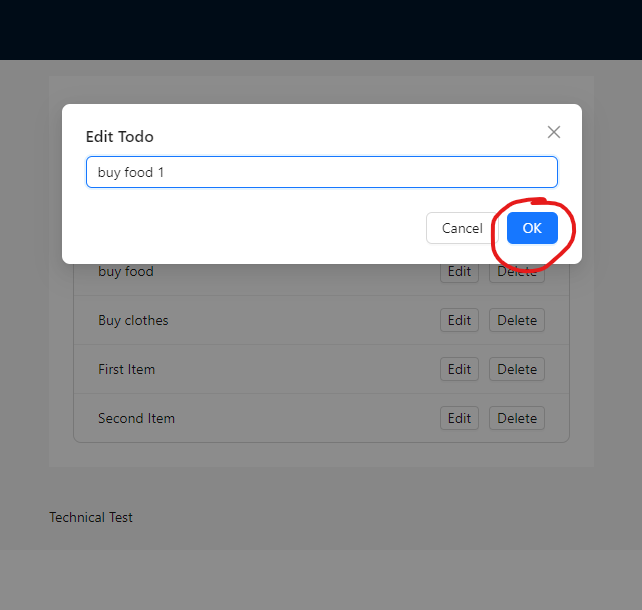 Edit Todo
buy food 1
Cancel OK
buy food Edit Delete
Buy clothes Edit Delete
First Item Edit Delete
Second Item Edit Delete
Technical Test